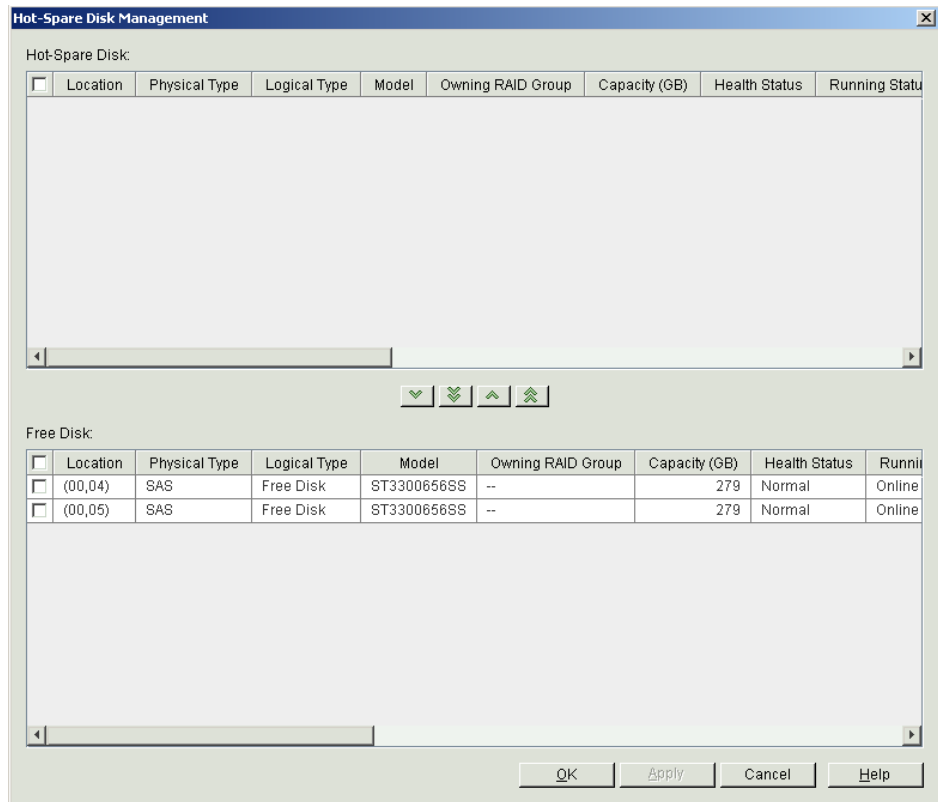 Hot-Spare Disk Management
Hot-Spare Disk:
Location Physical Type Logical Type Model Owning RAID Group Capacity (GB) Health Status Running Statu
Free Disk:
Location Physical Type Logical Type Model Owning RAID Group Capacity (GB) Health Status Runnin
(00,04) SAS Free Disk ST3300656SS -- 279 Normal Online
(00,05) SAS Free Disk ST3300656SS -- 279 Normal Online
OK Apply Cancel Help